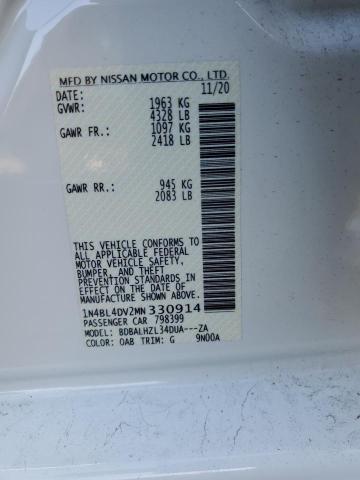 MFD BY NISSAN MOTOR CO., LTD.
DATE: 11/20
GVWR: 1963 KG
4328 LB
GAWR FR: 1097 KG
2418 LB
GAWR RR: 945 KG
2083 LB
THIS VEHICLE CONFORMS TO
ALL APPLICABLE FEDERAL
MOTOR VEHICLE SAFETY,
BUMPER, AND THEFT
PREVENTION STANDARDS IN
EFFECT ON THE DATE OF
MANUFACTURE SHOWN ABOVE.
1N4BL4DV2MN330914
PASSENGER CAR 798399
MODEL: BDBALHZL34DUA---ZA
COLOR: QAB TRIM: G 9N00A